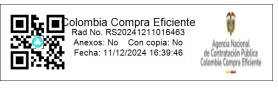 Colombia Compra Eficiente
Rad No. RS20241211016463
Anexos: No Con copia: No
Fecha: 11/12/2024 16:39:46
Agencia Nacional
de Contratación Pública
Colombia Compra Eficiente